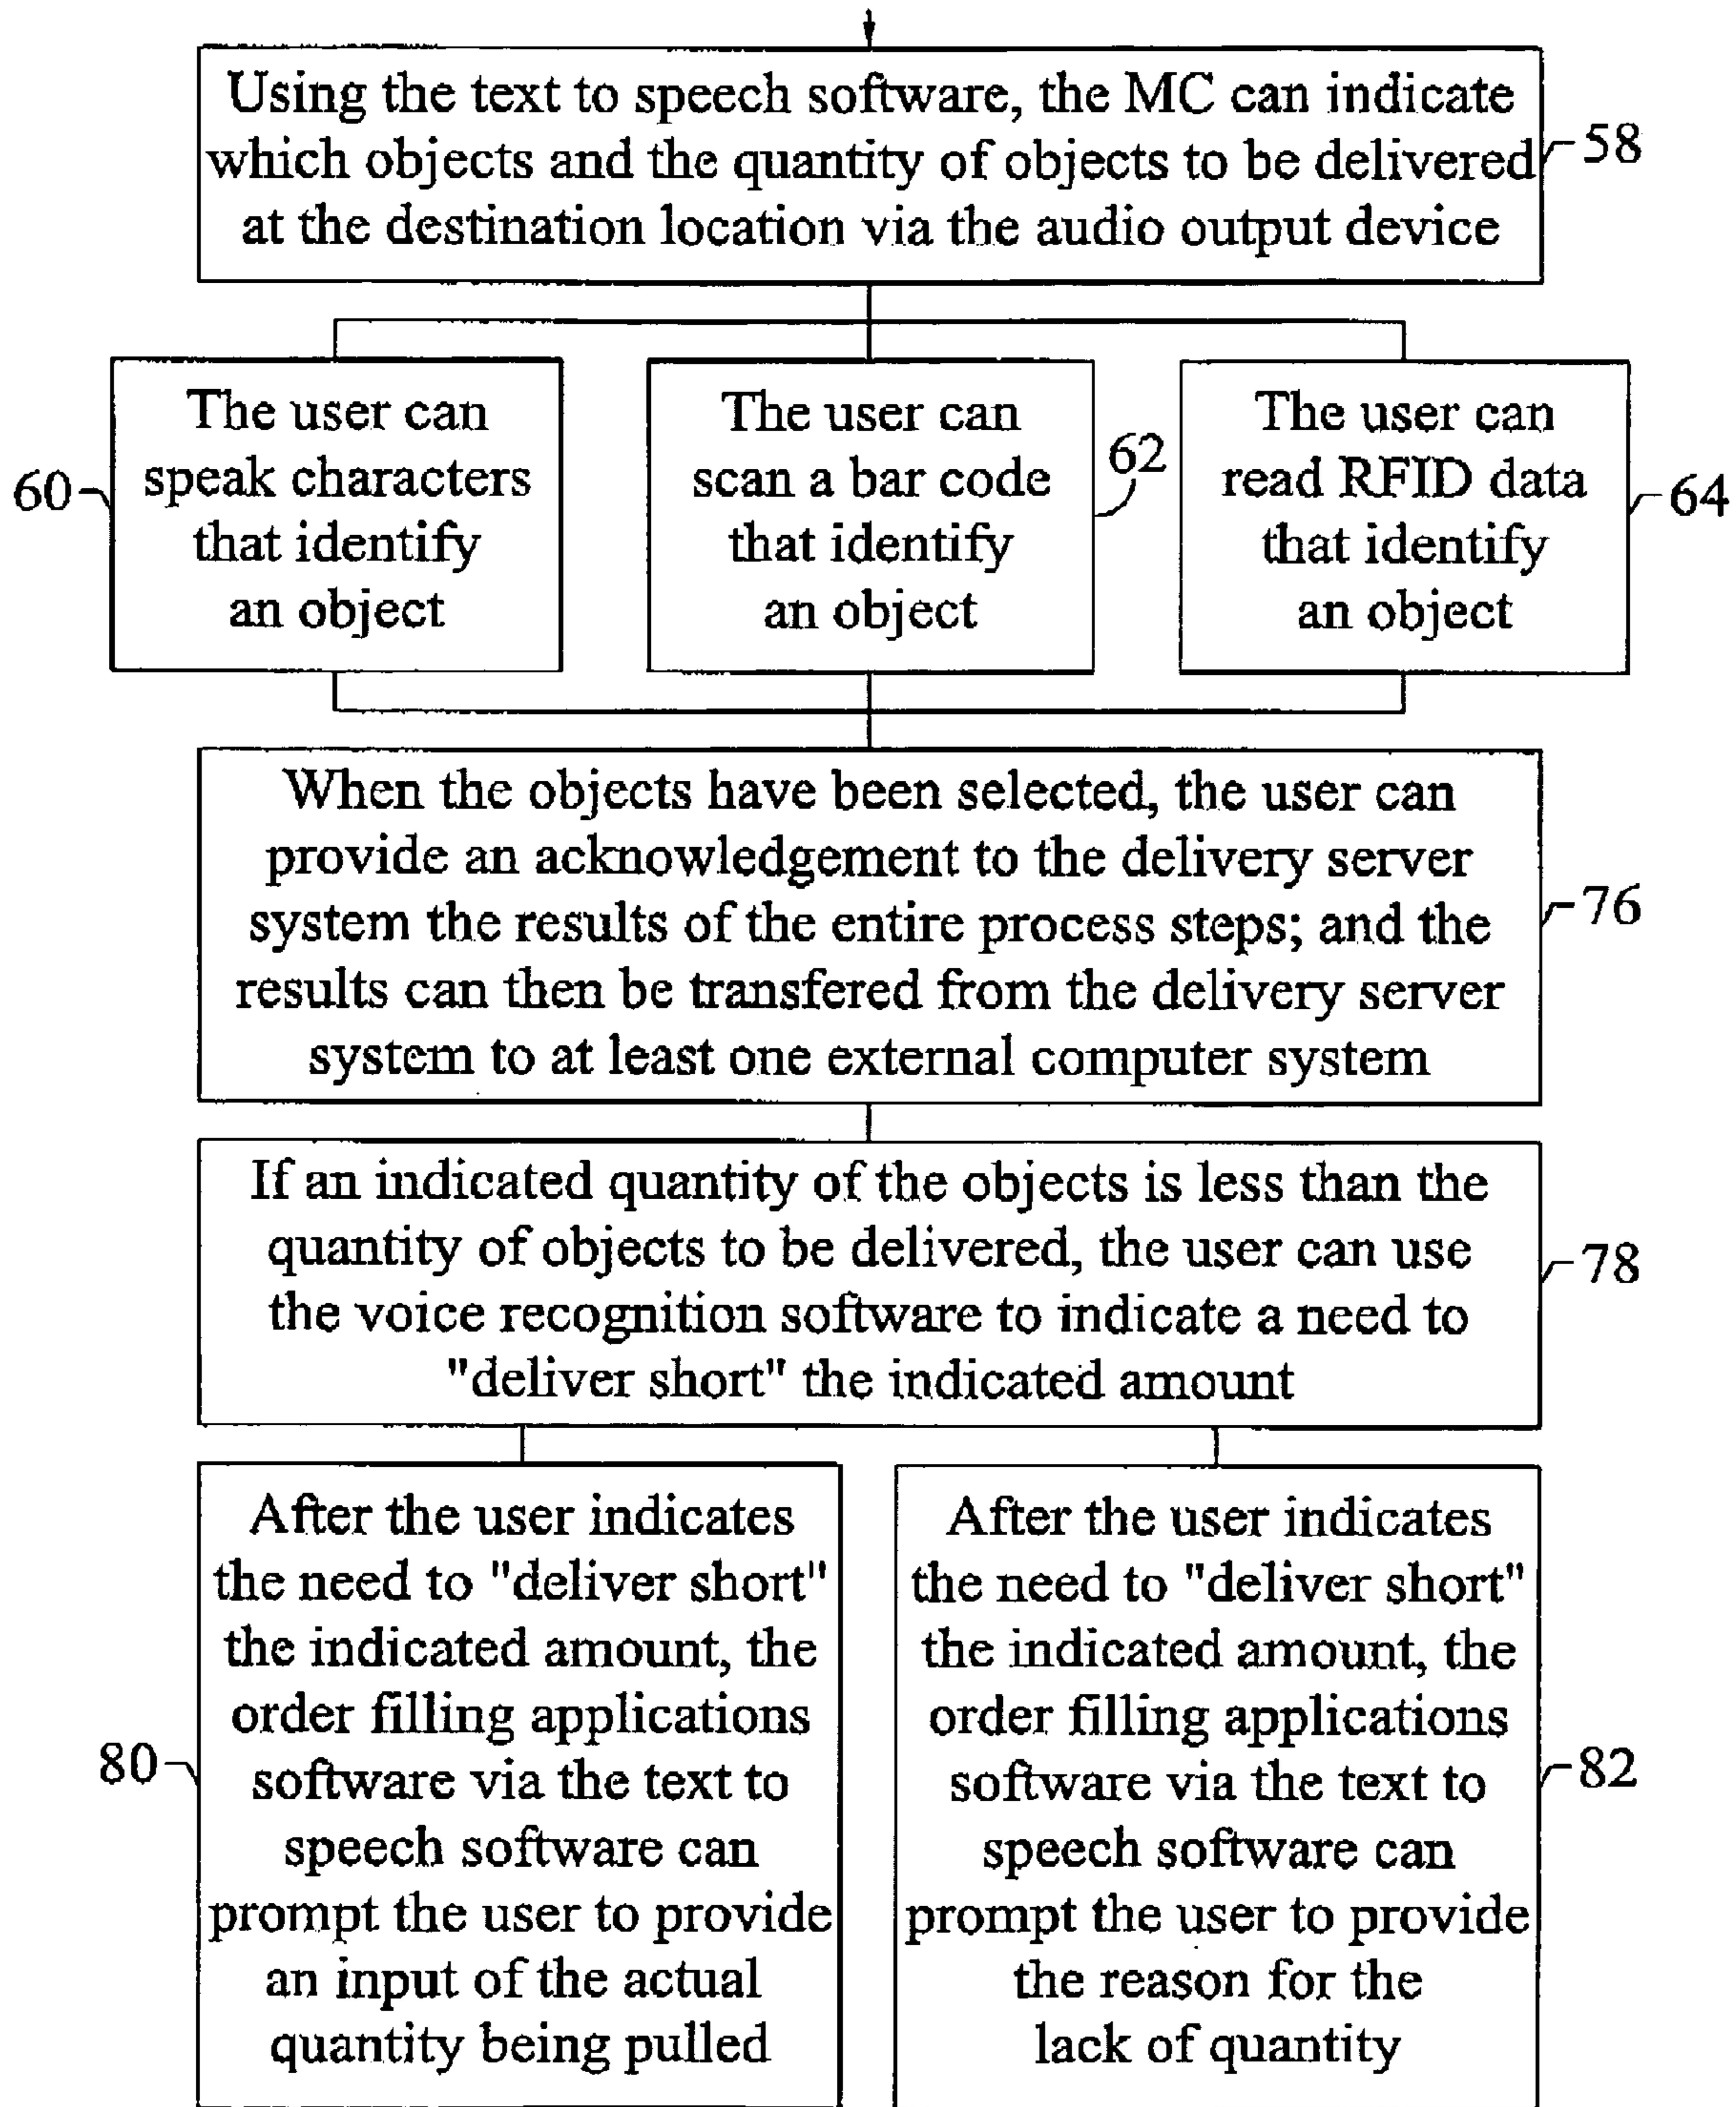 Using the text to speech software, the MC can indicate
which objects and the quantity of objects to be delivered
at the destination location via the audio output device
58
The user can
speak characters
that identify
an object
60
The user can
scan a bar code
that identify
an object
62
The user can
read RFID data
that identify
an object
64
When the objects have been selected, the user can
provide an acknowledgement to the delivery server
system the results of the entire process steps; and the
results can then be transfered from the delivery server
system to at least one external computer system
76
If an indicated quantity of the objects is less than the
quantity of objects to be delivered, the user can use
the voice recognition software to indicate a need to
"deliver short" the indicated amount
78
After the user indicates
the need to "deliver short"
the indicated amount, the
order filling applications
software via the text to
speech software can
prompt the user to provide
an input of the actual
quantity being pulled
80
After the user indicates
the need to "deliver short"
the indicated amount, the
order filling applications
software via the text to
speech software can
prompt the user to provide
the reason for the
lack of quantity
82